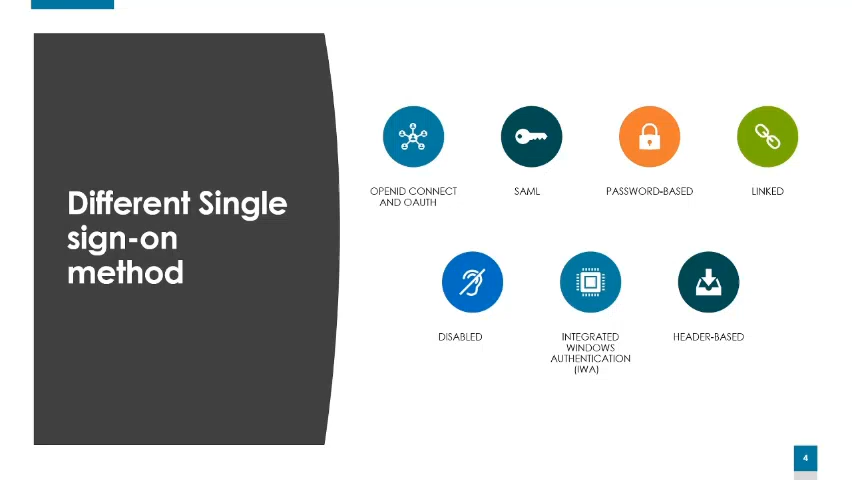 Different Single
sign-on
method
OPENID CONNECT
AND OAUTH
SAML
PASSWORD-BASED
LINKED
DISABLED
INTEGRATED
WINDOWS
AUTHENTICATION
(IWA)
HEADER-BASED
4